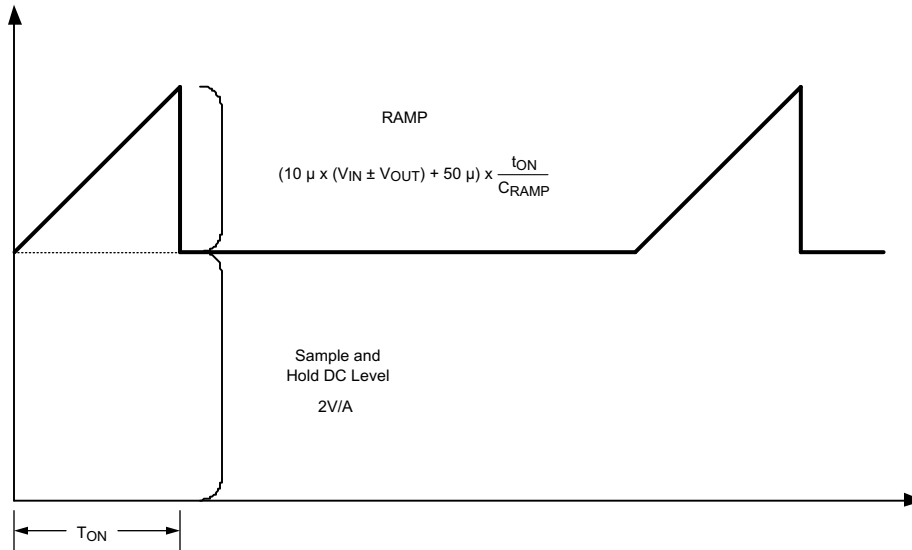 RAMP
(10 µ x (VIN ± VOUT) + 50 µ) x tON
CRAMP
Sample and
Hold DC Level
2V/A
TON